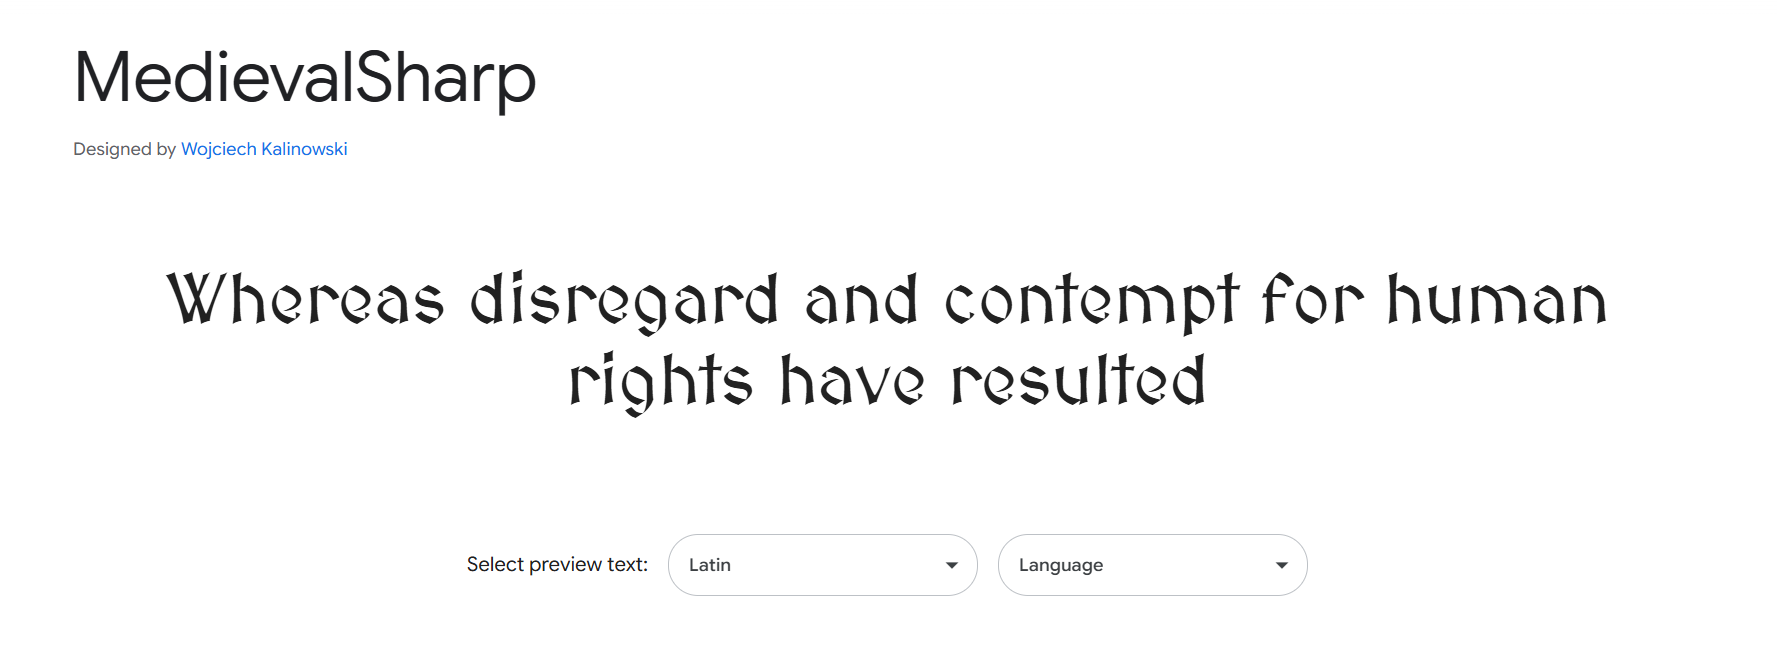 MedievalSharp
Designed by Wojciech Kalinowski
Whereas disregard and contempt for human
rights have resulted
Select preview text: Latin Language